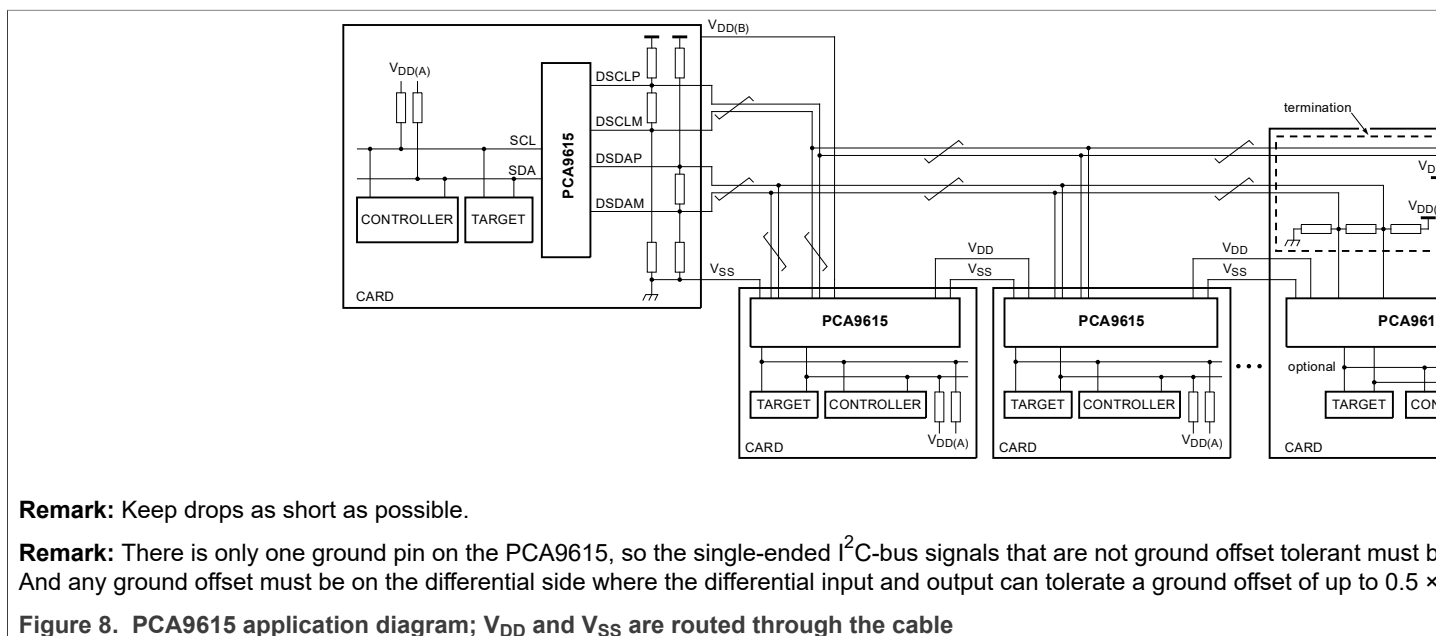 VDD(B)
VDD(A)
DSCLP
DSCLM
DSDAP
DSDAM
SCL
SDA
PCA9615
CONTROLLER
TARGET
CARD
VSS
termination
VDD
VSS
VDD
VSS
PCA9615
TARGET
CONTROLLER
VDD(A)
CARD
PCA9615
TARGET
CONTROLLER
VDD(A)
CARD
optional
TARGET
CARD
Remark: Keep drops as short as possible.
Remark: There is only one ground pin on the PCA9615, so the single-ended I²C-bus signals that are not ground offset tolerant must
And any ground offset must be on the differential side where the differential input and output can tolerate a ground offset of up to 0.5 ×
Figure 8. PCA9615 application diagram; VDD and VSS are routed through the cable